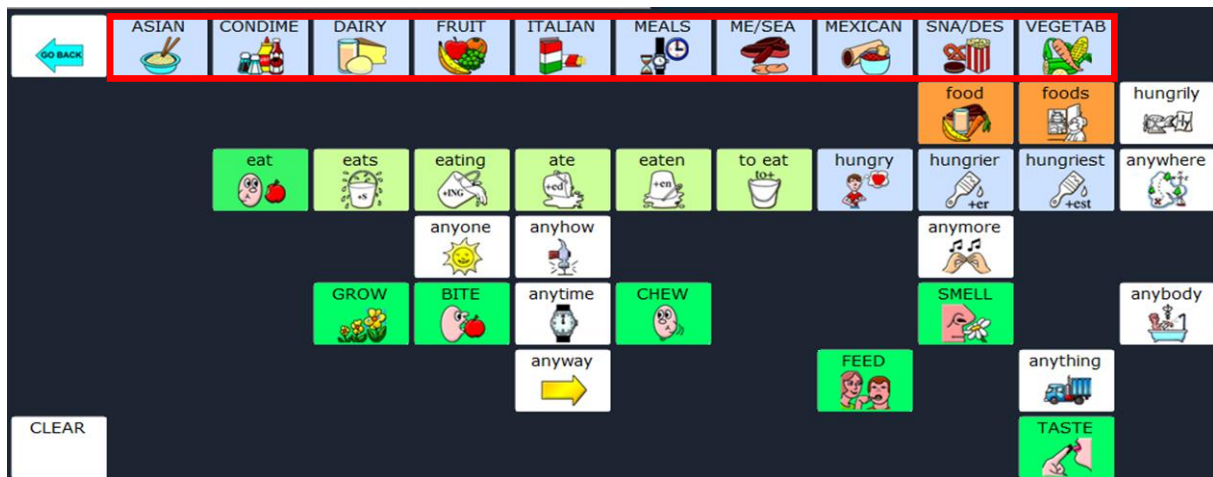 GO BACK ASIAN CONDIME DAIRY FRUIT ITALIAN MEALS ME/SEA MEXICAN SNA/DES VEGETAB
food foods hungrily
eat eats eating ate eaten to eat hungry hungrier hungriest anywhere
+s +ING +ed +en to+ +er +est
anyone anyhow anymore
GROW BITE anytime CHEW SMELL anybody
anyway FEED anything
CLEAR TASTE